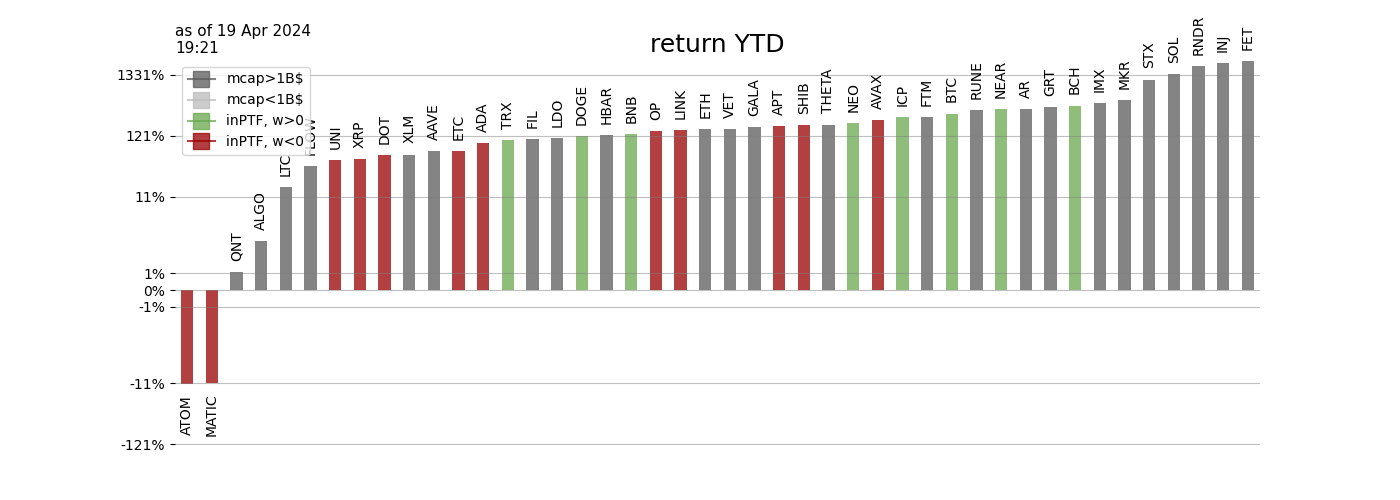 as of 19 Apr 2024
19:21
return YTD
mcap>1B$
mcap<1B$
inPTF, w>0
inPTF, w<0
1331%
121%
11%
1%
0%
-1%
-11%
-121%
ATOM
MATIC
QNT
ALGO
LTC
FLOW
UNI
XRP
DOT
XLM
AAVE
ETC
ADA
TRX
FIL
LDO
DOGE
HBAR
BNB
OP
LINK
ETH
VET
GALA
APT
SHIB
THETA
NEO
AVAX
ICP
FTM
BTC
RUNE
NEAR
AR
GRT
BCH
IMX
MKR
STX
SOL
RNDR
INJ
FET